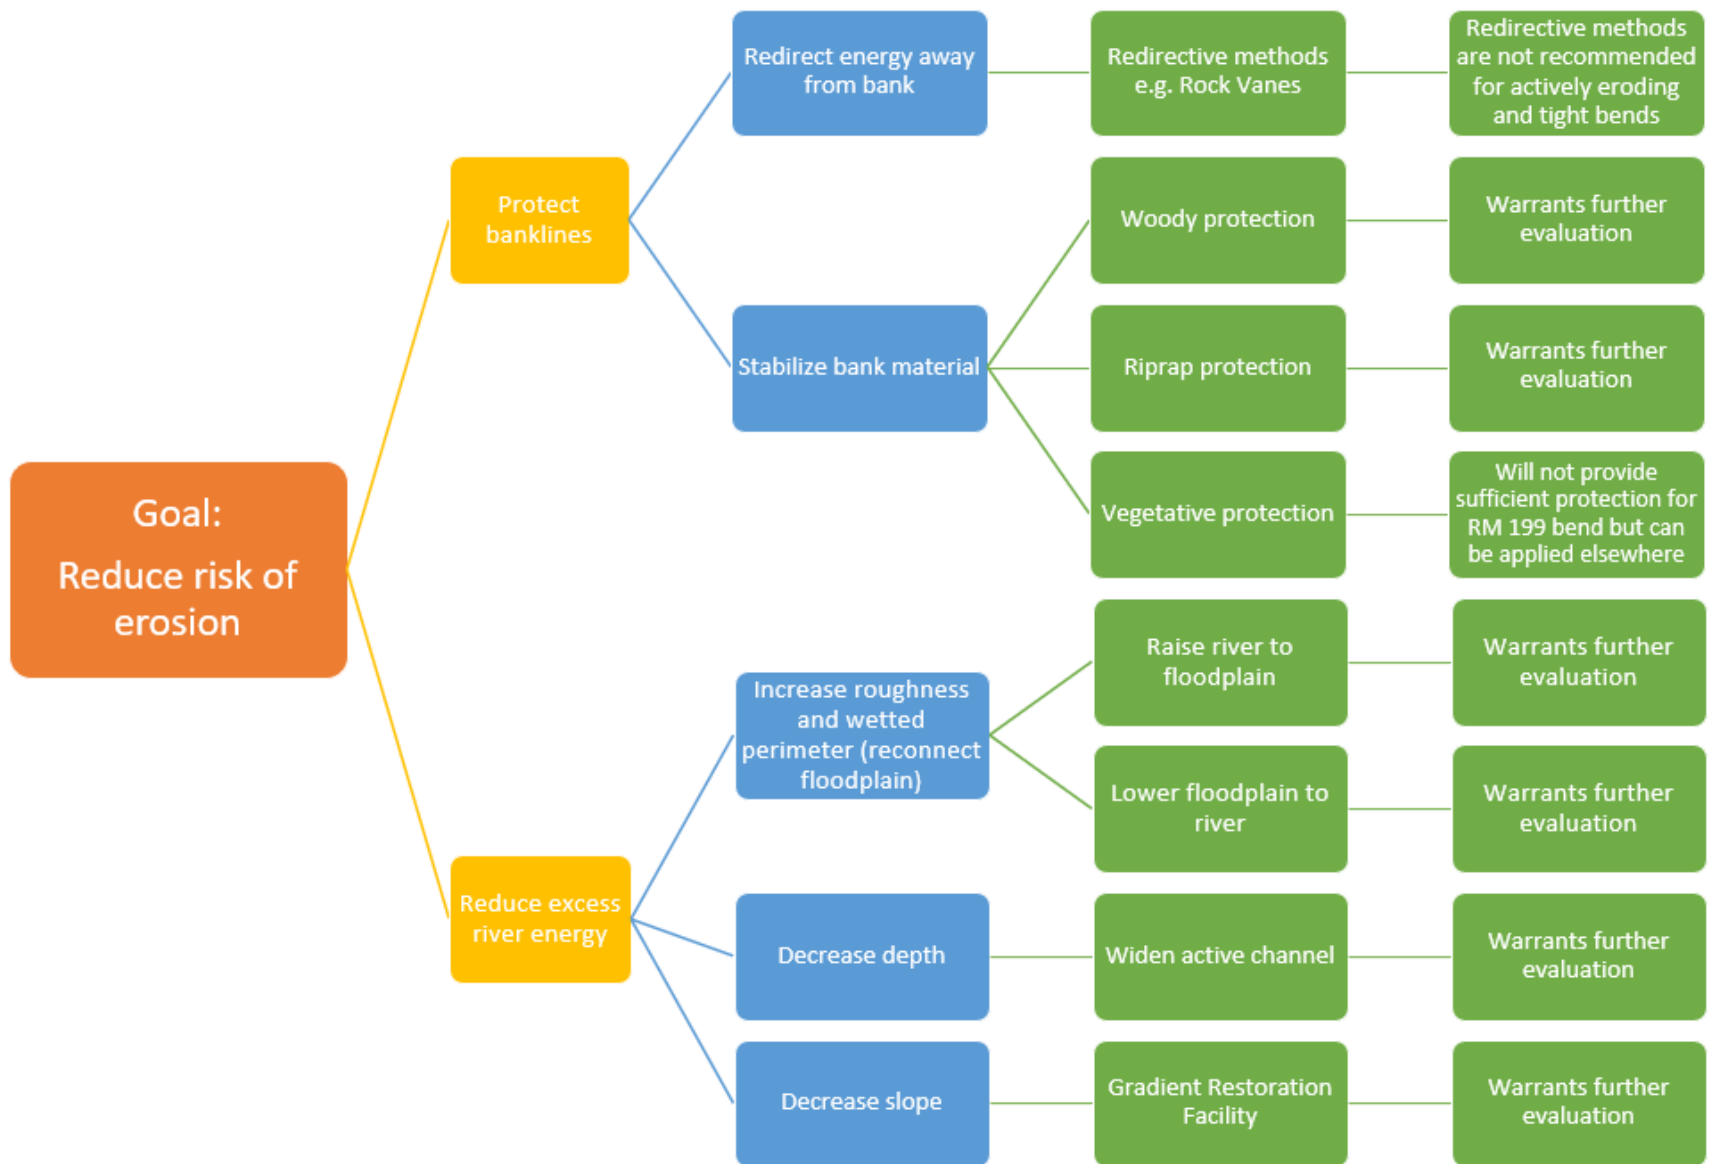 Goal:
Reduce risk of
erosion
Protect
banklines
Redirect energy away
from bank
Redirective methods
e.g. Rock Vanes
Redirective methods
are not recommended
for actively eroding
and tight bends
Stabilize bank material
Woody protection
Warrants further
evaluation
Riprap protection
Warrants further
evaluation
Vegetative protection
Will not provide
sufficient protection for
RM 199 bend but can
be applied elsewhere
Reduce excess
river energy
Increase roughness
and wetted
perimeter (reconnect
floodplain)
Raise river to
floodplain
Warrants further
evaluation
Lower floodplain to
river
Warrants further
evaluation
Decrease depth
Widen active channel
Warrants further
evaluation
Decrease slope
Gradient Restoration
Facility
Warrants further
evaluation